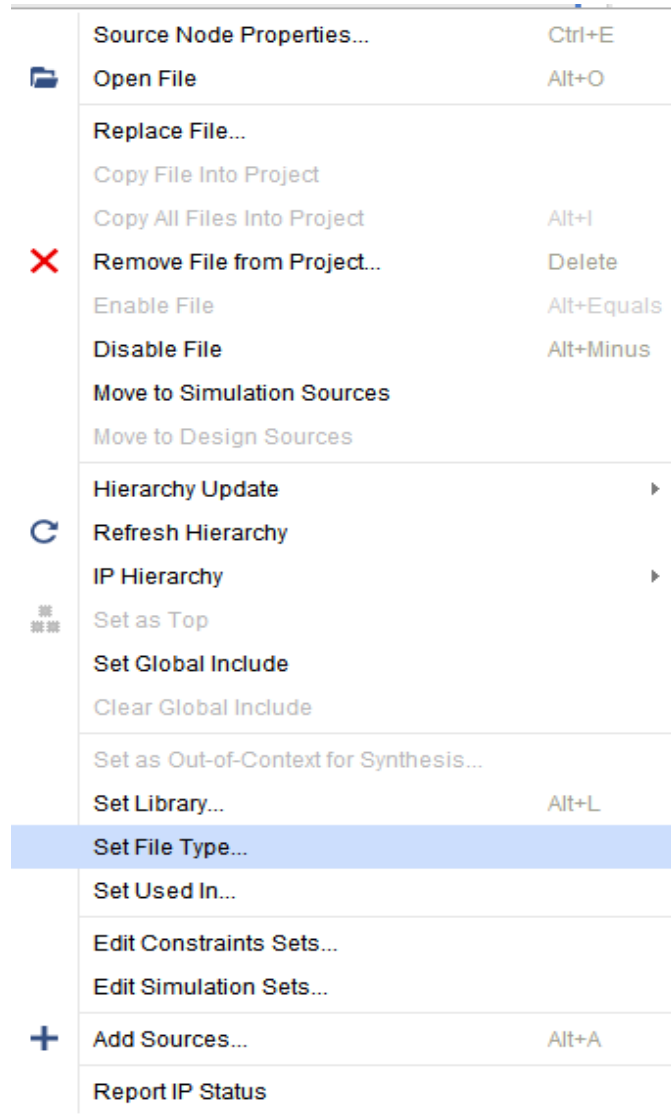 Source Node Properties... Ctrl+E
Open File Alt+O
Replace File...
Copy File Into Project
Copy All Files Into Project Alt+I
Remove File from Project... Delete
Enable File Alt+Equals
Disable File Alt+Minus
Move to Simulation Sources
Move to Design Sources
Hierarchy Update
Refresh Hierarchy
IP Hierarchy
Set as Top
Set Global Include
Clear Global Include
Set as Out-of-Context for Synthesis...
Set Library... Alt+L
Set File Type...
Set Used In...
Edit Constraints Sets...
Edit Simulation Sets...
Add Sources... Alt+A
Report IP Status